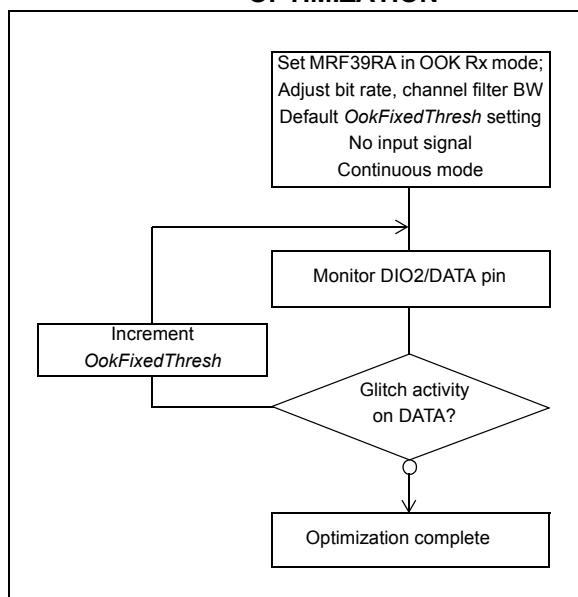 OPTIMIZATION
Set MRF39RA in OOK Rx mode;
Adjust bit rate, channel filter BW
Default OokFixedThresh setting
No input signal
Continuous mode
Monitor DIO2/DATA pin
Increment
OokFixedThresh
Glitch activity
on DATA?
Optimization complete